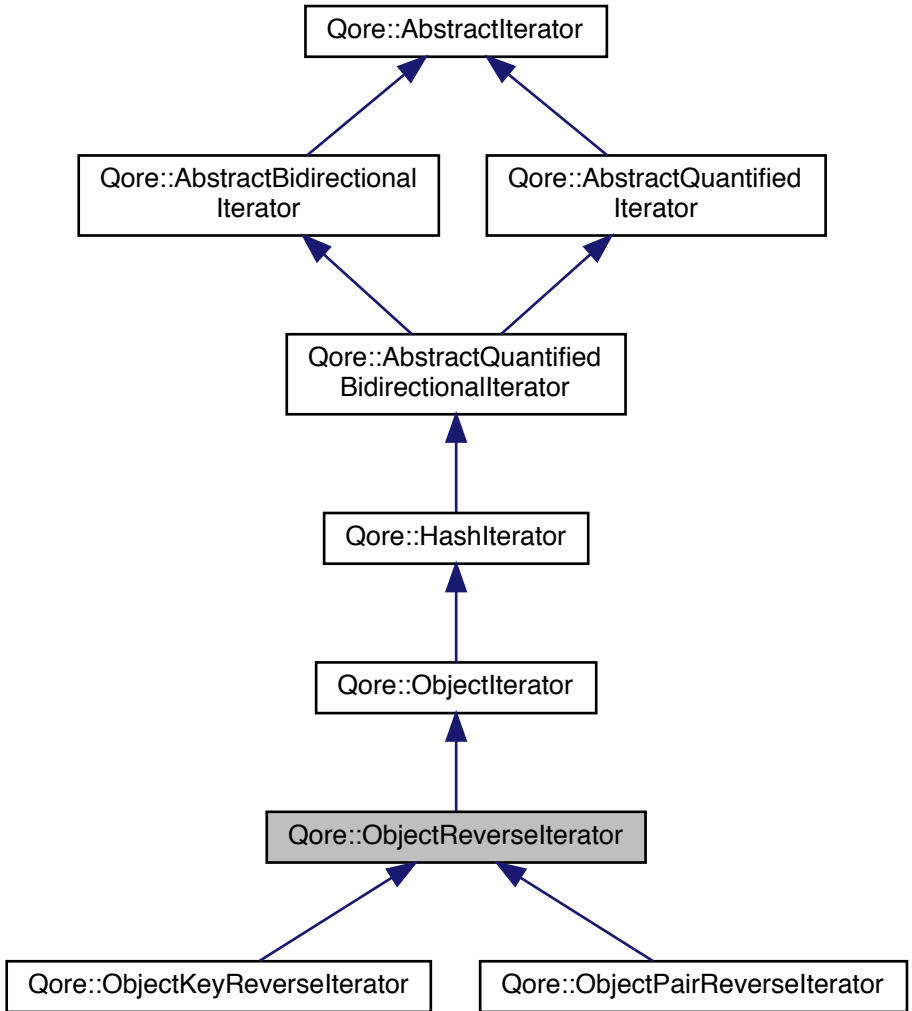 Qore::AbstractIterator
Qore::AbstractBidirectional
Iterator
Qore::AbstractQuantified
Iterator
Qore::AbstractQuantified
BidirectionalIterator
Qore::HashIterator
Qore::ObjectIterator
Qore::ObjectReverseIterator
Qore::ObjectKeyReverseIterator
Qore::ObjectPairReverseIterator